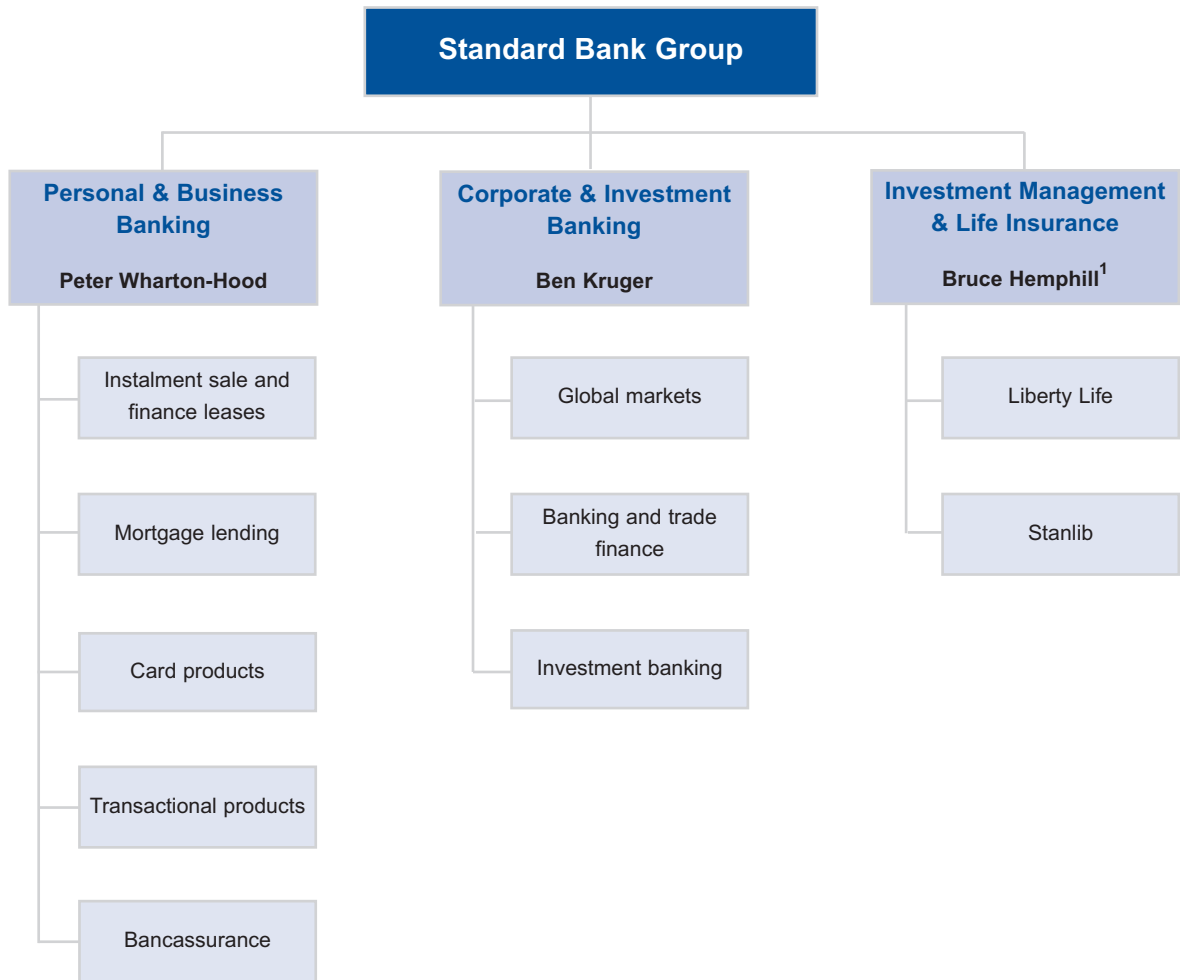 Standard Bank Group
Personal & Business
Banking
Peter Wharton-Hood
Instalment sale and
finance leases
Mortgage lending
Card products
Transactional products
Bancassurance
Corporate & Investment
Banking
Ben Kruger
Global markets
Banking and trade
finance
Investment banking
Investment Management
& Life Insurance
Bruce Hemphill1
Liberty Life
Stanlib